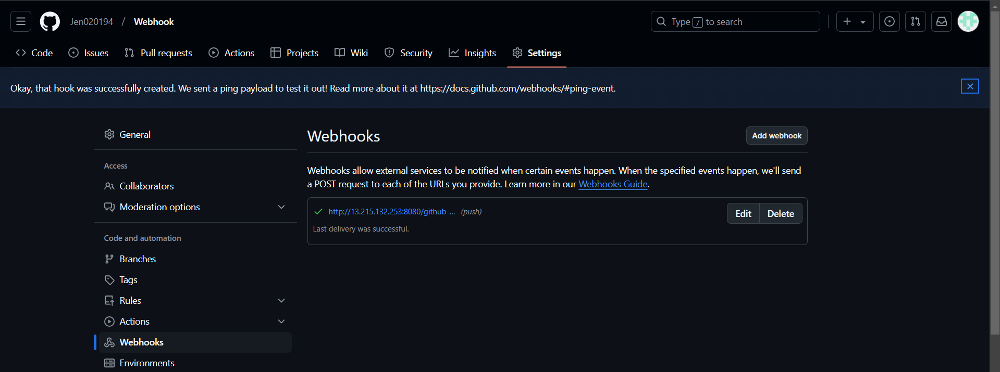 Jen020194 / Webhook
Type / to search
Code Issues Pull requests Actions Projects Wiki Security Insights Settings
Okay, that hook was successfully created. We sent a ping payload to test it out! Read more about it at https://docs.github.com/webhooks/#ping-event.
General
Access
Collaborators
Moderation options
Code and automation
Branches
Tags
Rules
Actions
Webhooks
Environments
Webhooks
Add webhook
Webhooks allow external services to be notified when certain events happen. When the specified events happen, we'll send
a POST request to each of the URLs you provide. Learn more in our Webhooks Guide.
http://13.215.132.253:8080/github-... (push)
Edit Delete
Last delivery was successful.